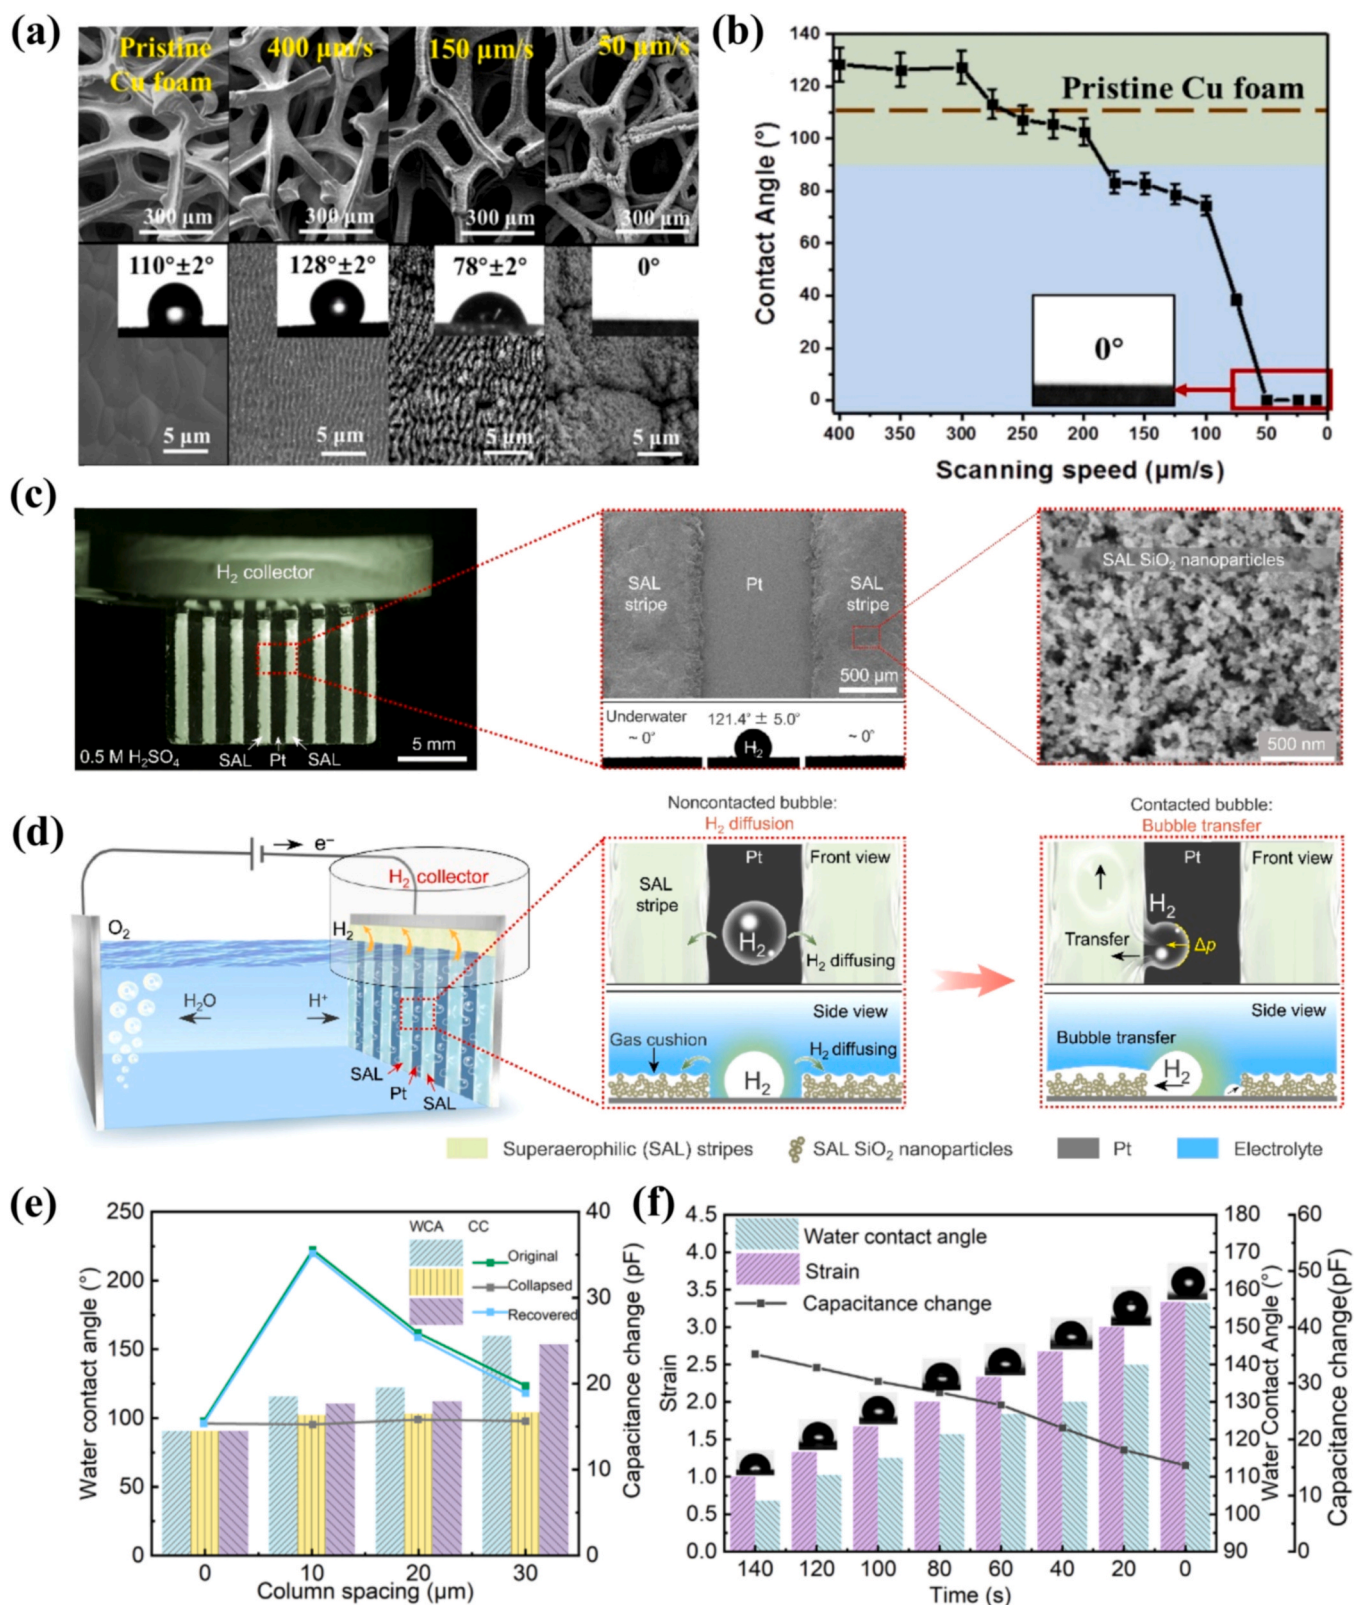 (a)
Pristine
Cu foam
400 μm/s
150 μm/s
50 μm/s
300 μm
300 μm
300 μm
300 μm
110°±2°
128°±2°
78°±2°
0°
5 μm
5 μm
5 μm
5 μm
(b)
Contact Angle (°)
140
120
100
80
60
40
20
0
Pristine Cu foam
0°
400
350
300
250
200
150
100
50
0
Scanning speed (μm/s)
(c)
H₂ collector
0.5 M H₂SO₄
SAL
Pt
SAL
5 mm
SAL
stripe
Pt
SAL
stripe
500 μm
Underwater
~ 0°
121.4° ± 5.0°
~ 0°
H₂
SAL SiO₂ nanoparticles
500 nm
(d)
e⁻
H₂ collector
O₂
H₂
H₂O
H⁺
SAL
Pt
SAL
Noncontacted bubble:
H₂ diffusion
Pt
Front view
SAL
stripe
H₂
H₂ diffusing
Side view
Gas cushion
H₂ diffusing
H₂
Contacted bubble:
Bubble transfer
Pt
Front view
H₂
Transfer
Δp
Side view
Bubble transfer
H₂
Superaerophilic (SAL) stripes
SAL SiO₂ nanoparticles
Pt
Electrolyte
(e)
Water contact angle (°)
250
200
150
100
50
0
WCA
CC
Original
Collapsed
Recovered
40
30
20
10
0
Capacitance change (pF)
0
10
20
30
Column spacing (μm)
(f)
Strain
4.5
4.0
3.5
3.0
2.5
2.0
1.5
1.0
0.5
0.0
Water contact angle
Strain
Capacitance change
180
170
160
150
140
130
120
110
100
90
Water Contact Angle (°)
60
50
40
30
20
10
0
Capacitance change(pF)
140
120
100
80
60
40
20
0
Time (s)